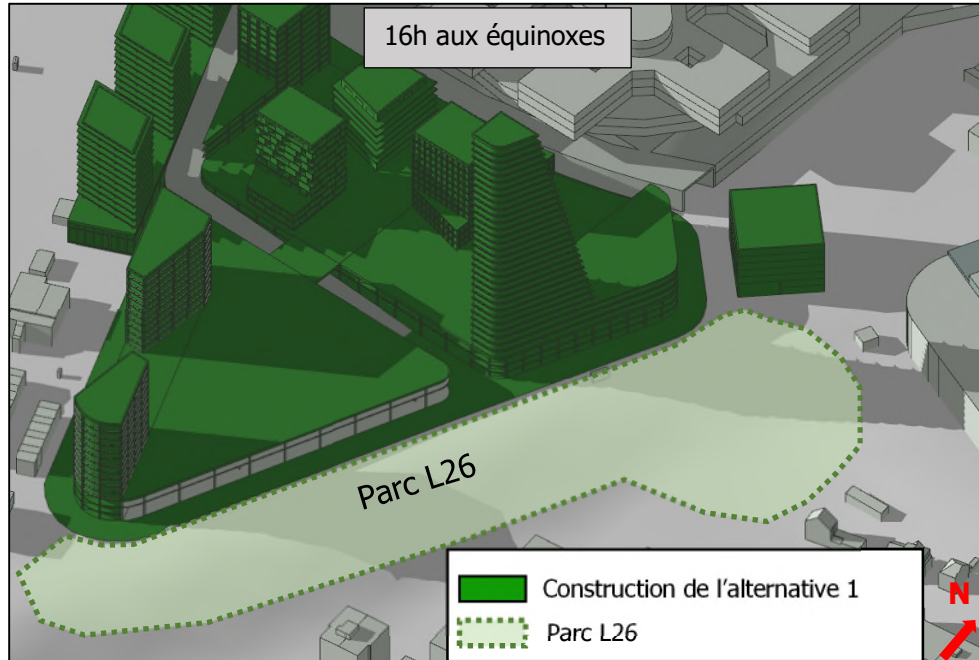 16h aux équinoxes
Parc L26
Construction de l'alternative 1
Parc L26
N